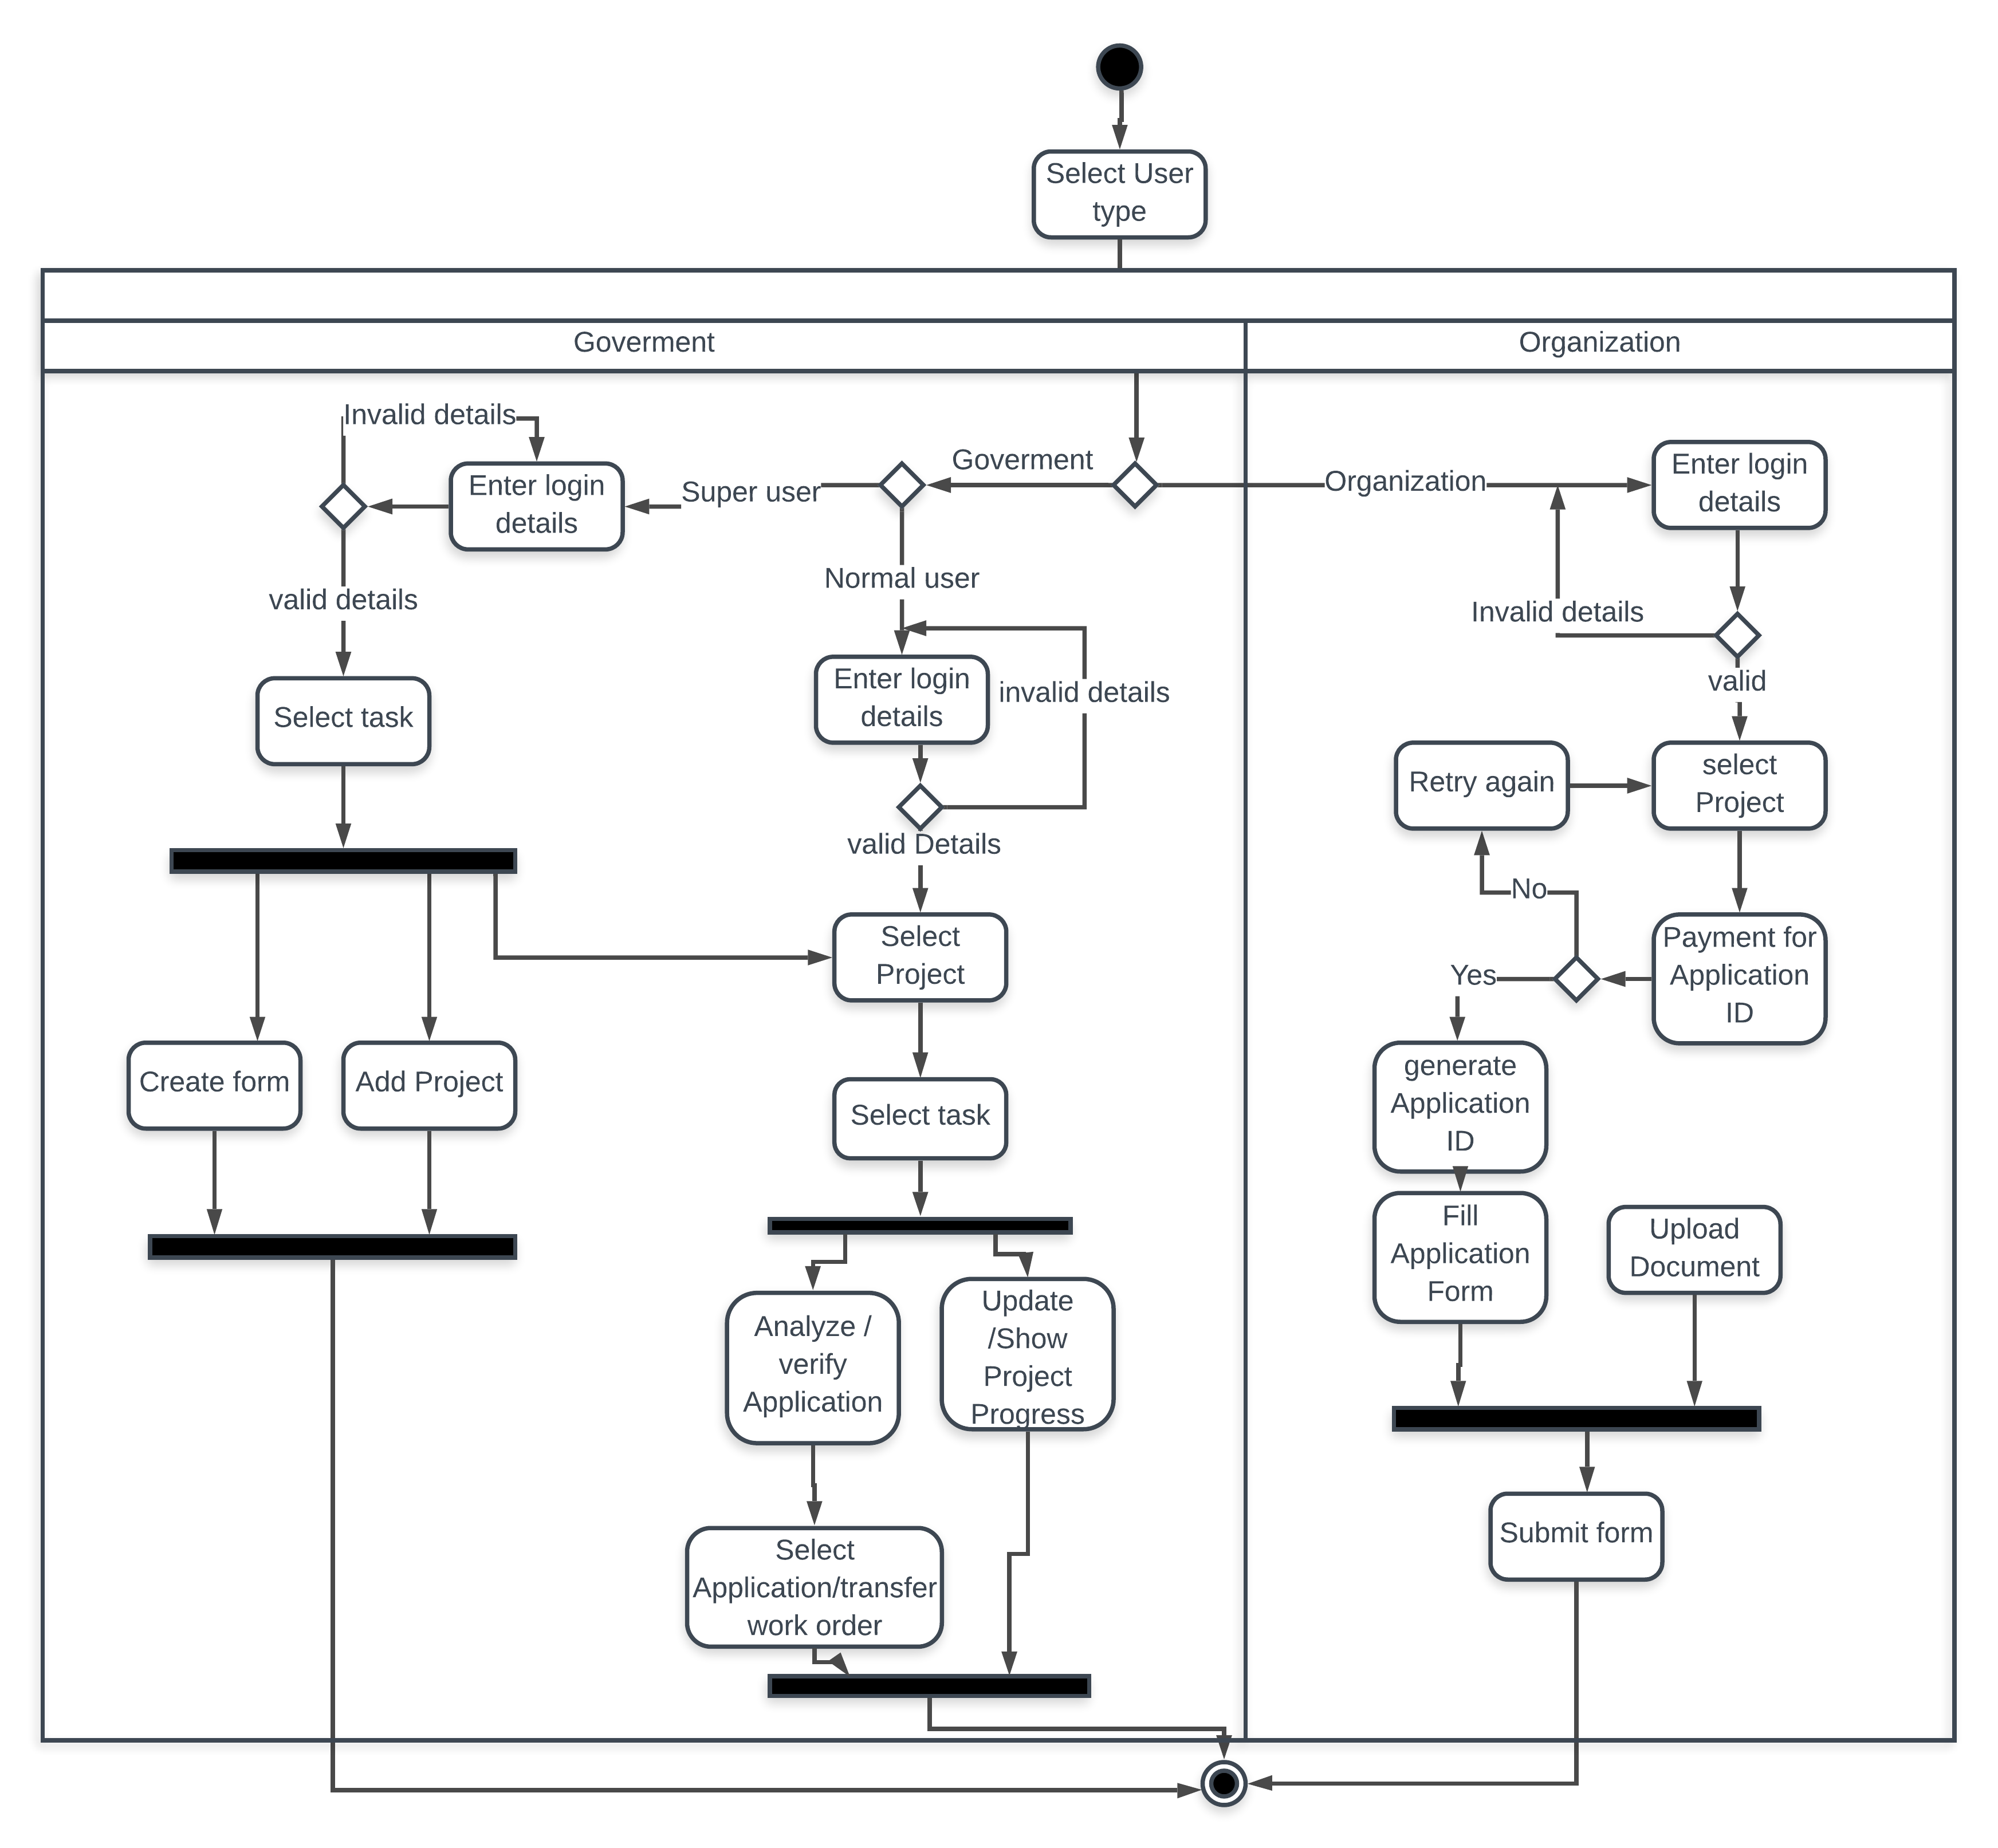 Select User
type
Goverment
Organization
Invalid details
Enter login
details
Super user
Goverment
Organization
Enter login
details
valid details
Normal user
Invalid details
Select task
Enter login
details
invalid details
valid
valid Details
Retry again
select
Project
No
Select
Project
Yes
Payment for
Application
ID
Create form
Add Project
Select task
generate
Application
ID
Fill
Application
Form
Upload
Document
Analyze /
verify
Application
Update
/Show
Project
Progress
Submit form
Select
Application/transfer
work order